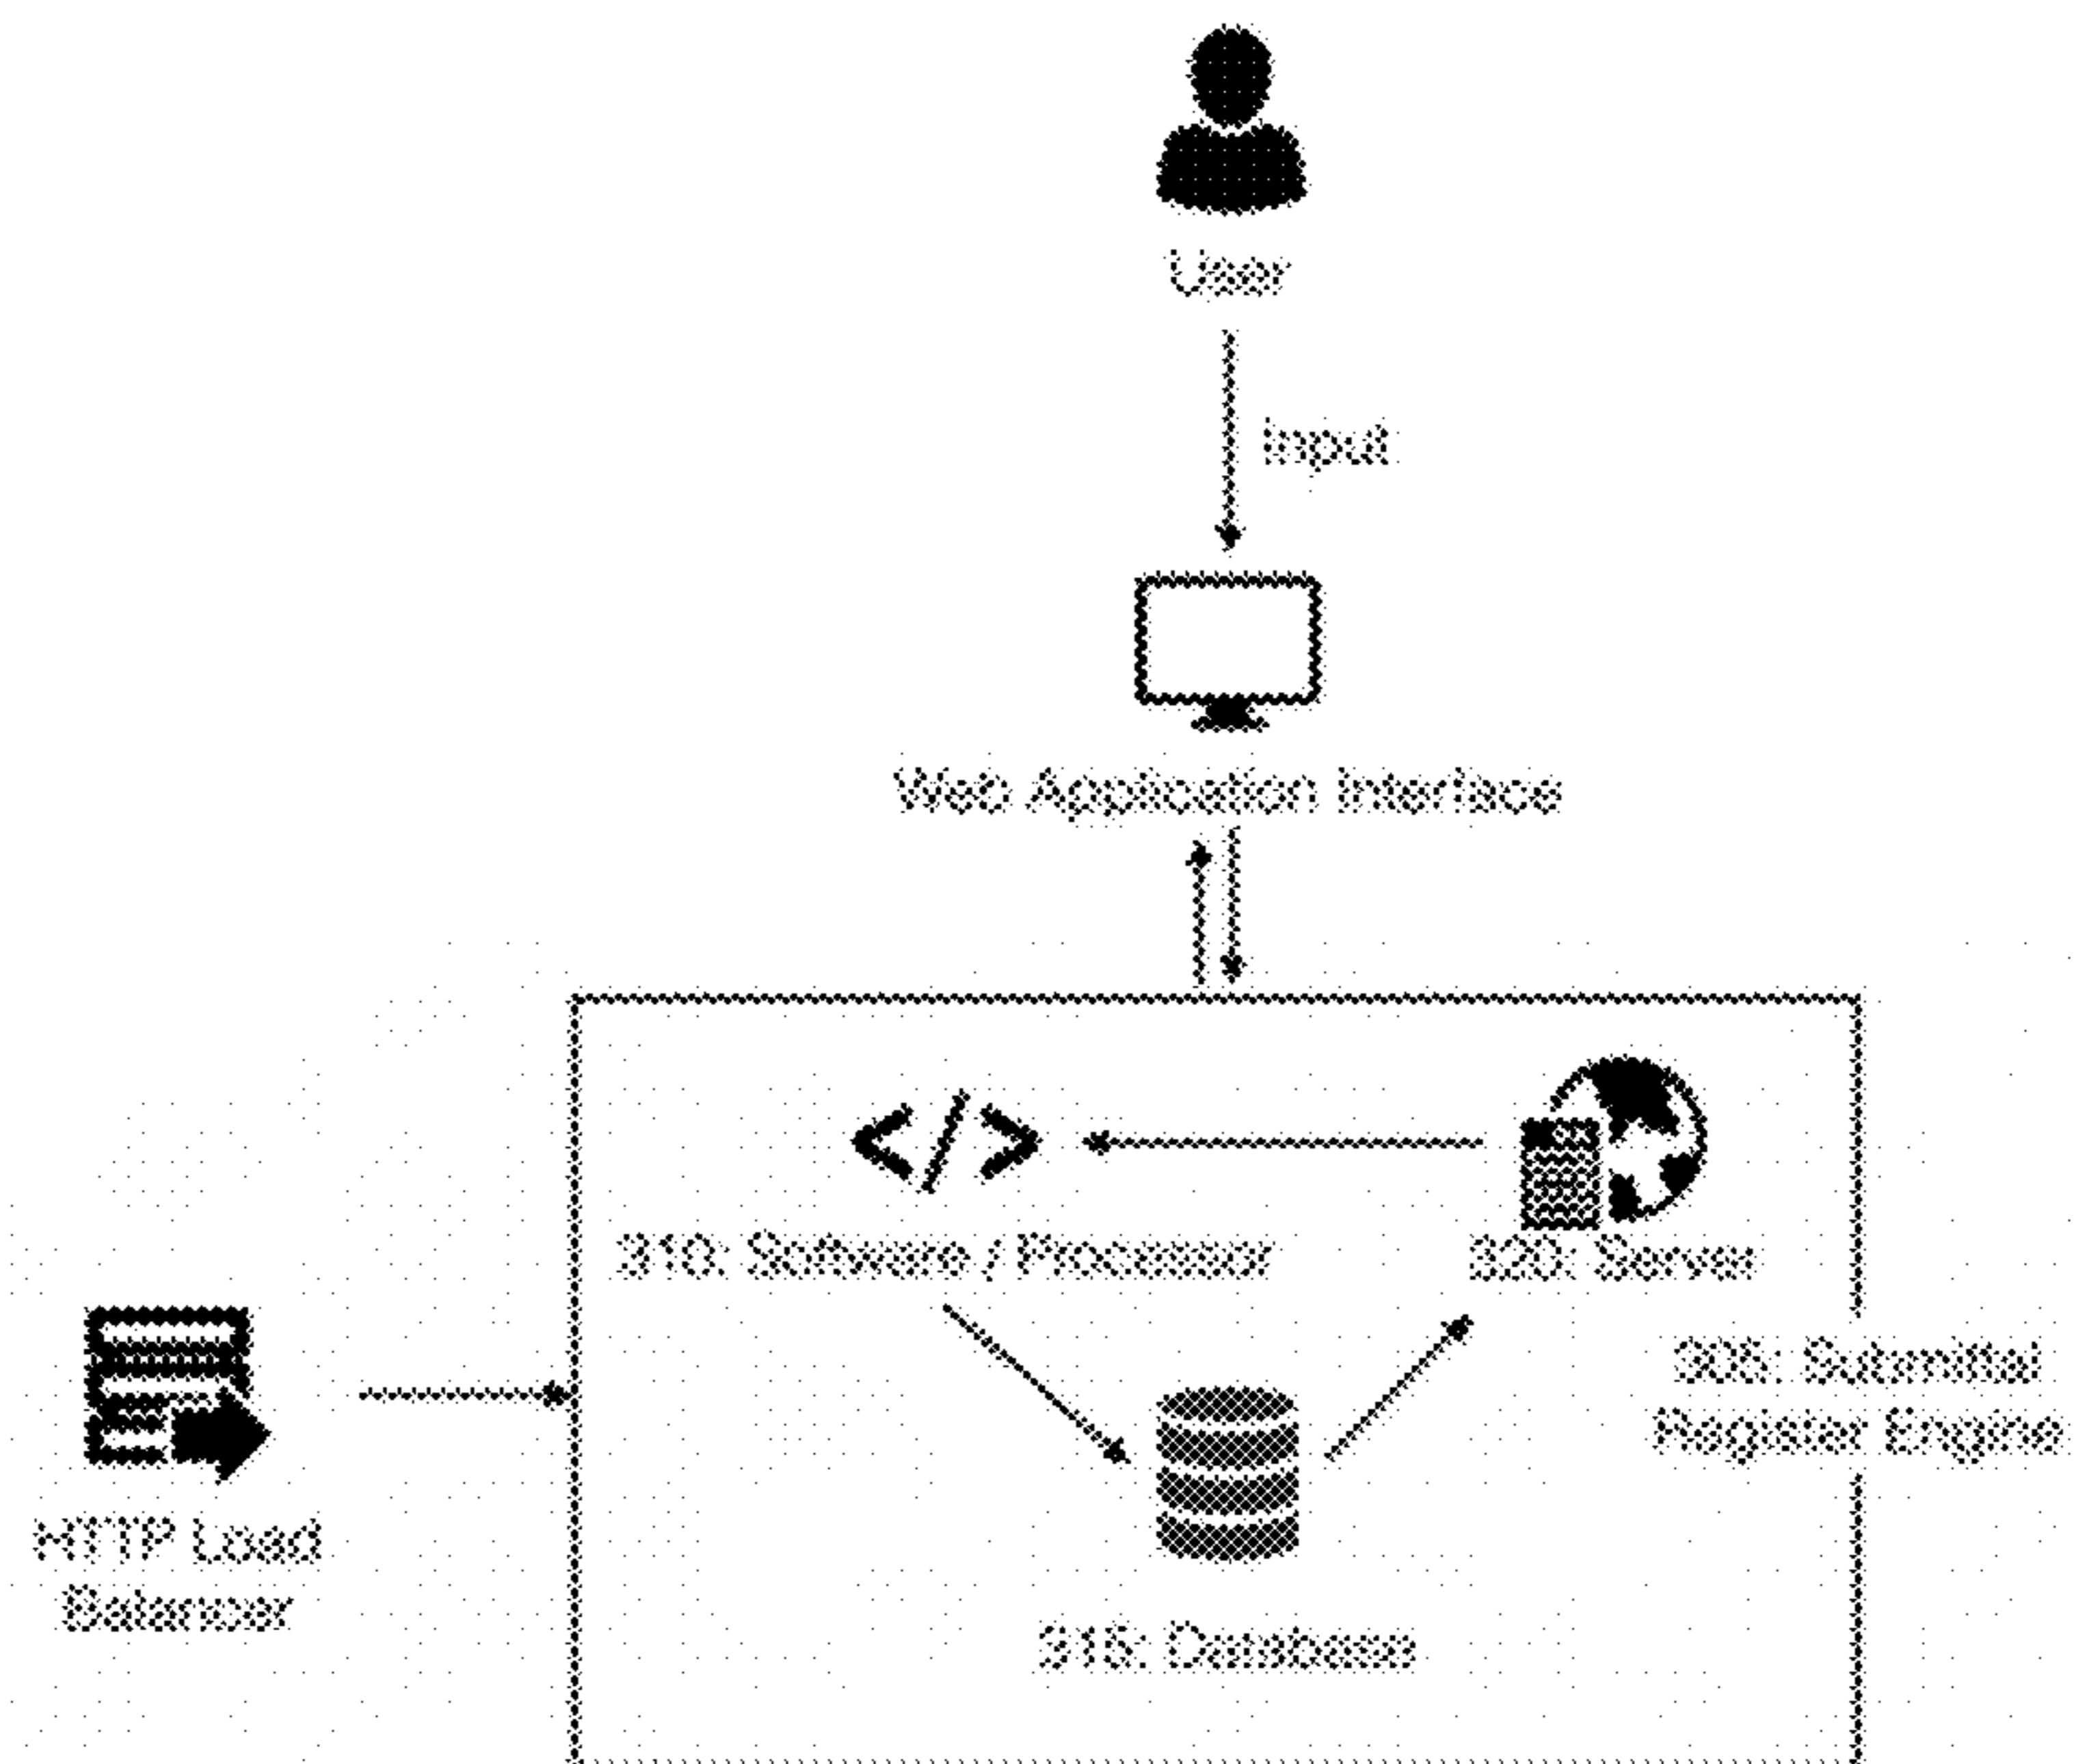 User
Input
Web Application Interface
310: Software / Processor
320: Server
305: Submittal
Register Engine
HTTP Load
Balancer
315: Database